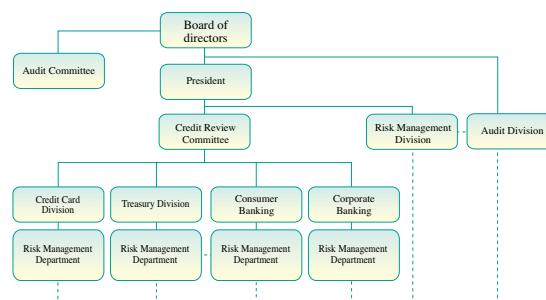 Board of
directors
Audit Committee
President
Credit Review
Committee
Risk Management
Division
Audit Division
Credit Card
Division
Treasury Division
Consumer
Banking
Corporate
Banking
Risk Management
Department
Risk Management
Department
Risk Management
Department
Risk Management
Department